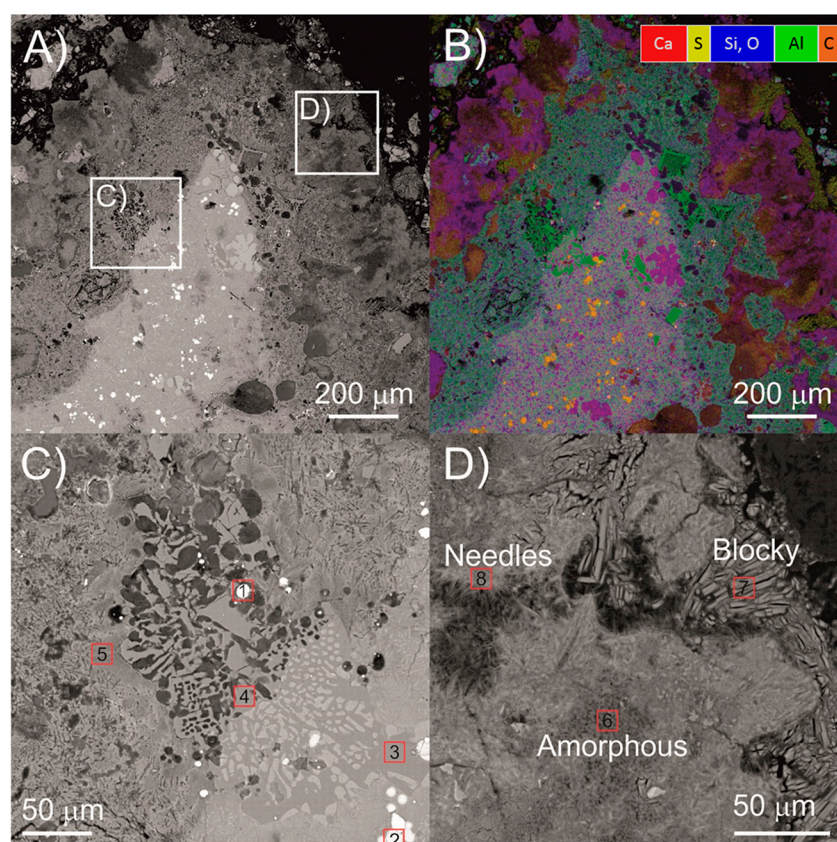 A)
D)
C)
200 μm
B)
Ca S Si, O Al C
200 μm
C)
1
5
4
3
2
50 μm
D)
Needles
8
Blocky
7
6
Amorphous
50 μm